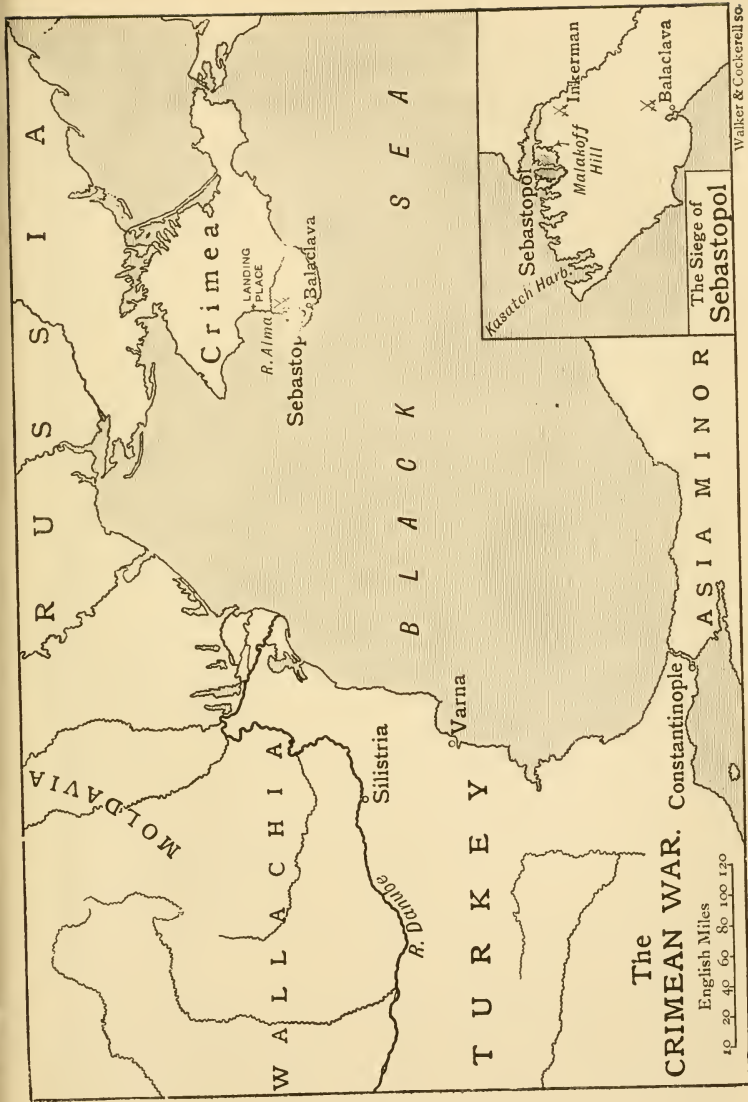 RUSSIA
MOLDAVIA
WALLACHIA
Crimea
LANDING
PLACE
R. Alma
Sebastop
Balaclava
BLACK SEA
Silistria
R. Danube
Varna
TURKEY
Constantinople
ASIA MINOR
The
CRIMEAN WAR.
English Miles
10 20 40 60 80 100 120
Sebastopol
Inkerman
Malakoff
Hill
Balaclava
Kasatch Harb.
The Siege of
Sebastopol
Walker & Cockerell sc.